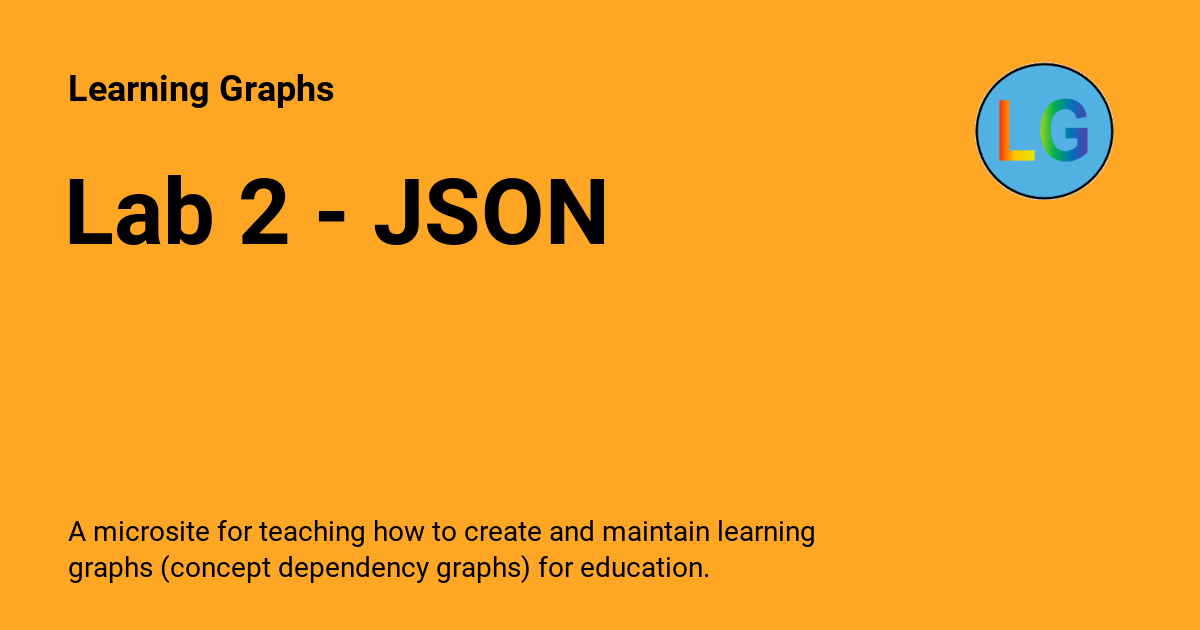 Learning Graphs
LG
Lab 2 - JSON
A microsite for teaching how to create and maintain learning
graphs (concept dependency graphs) for education.